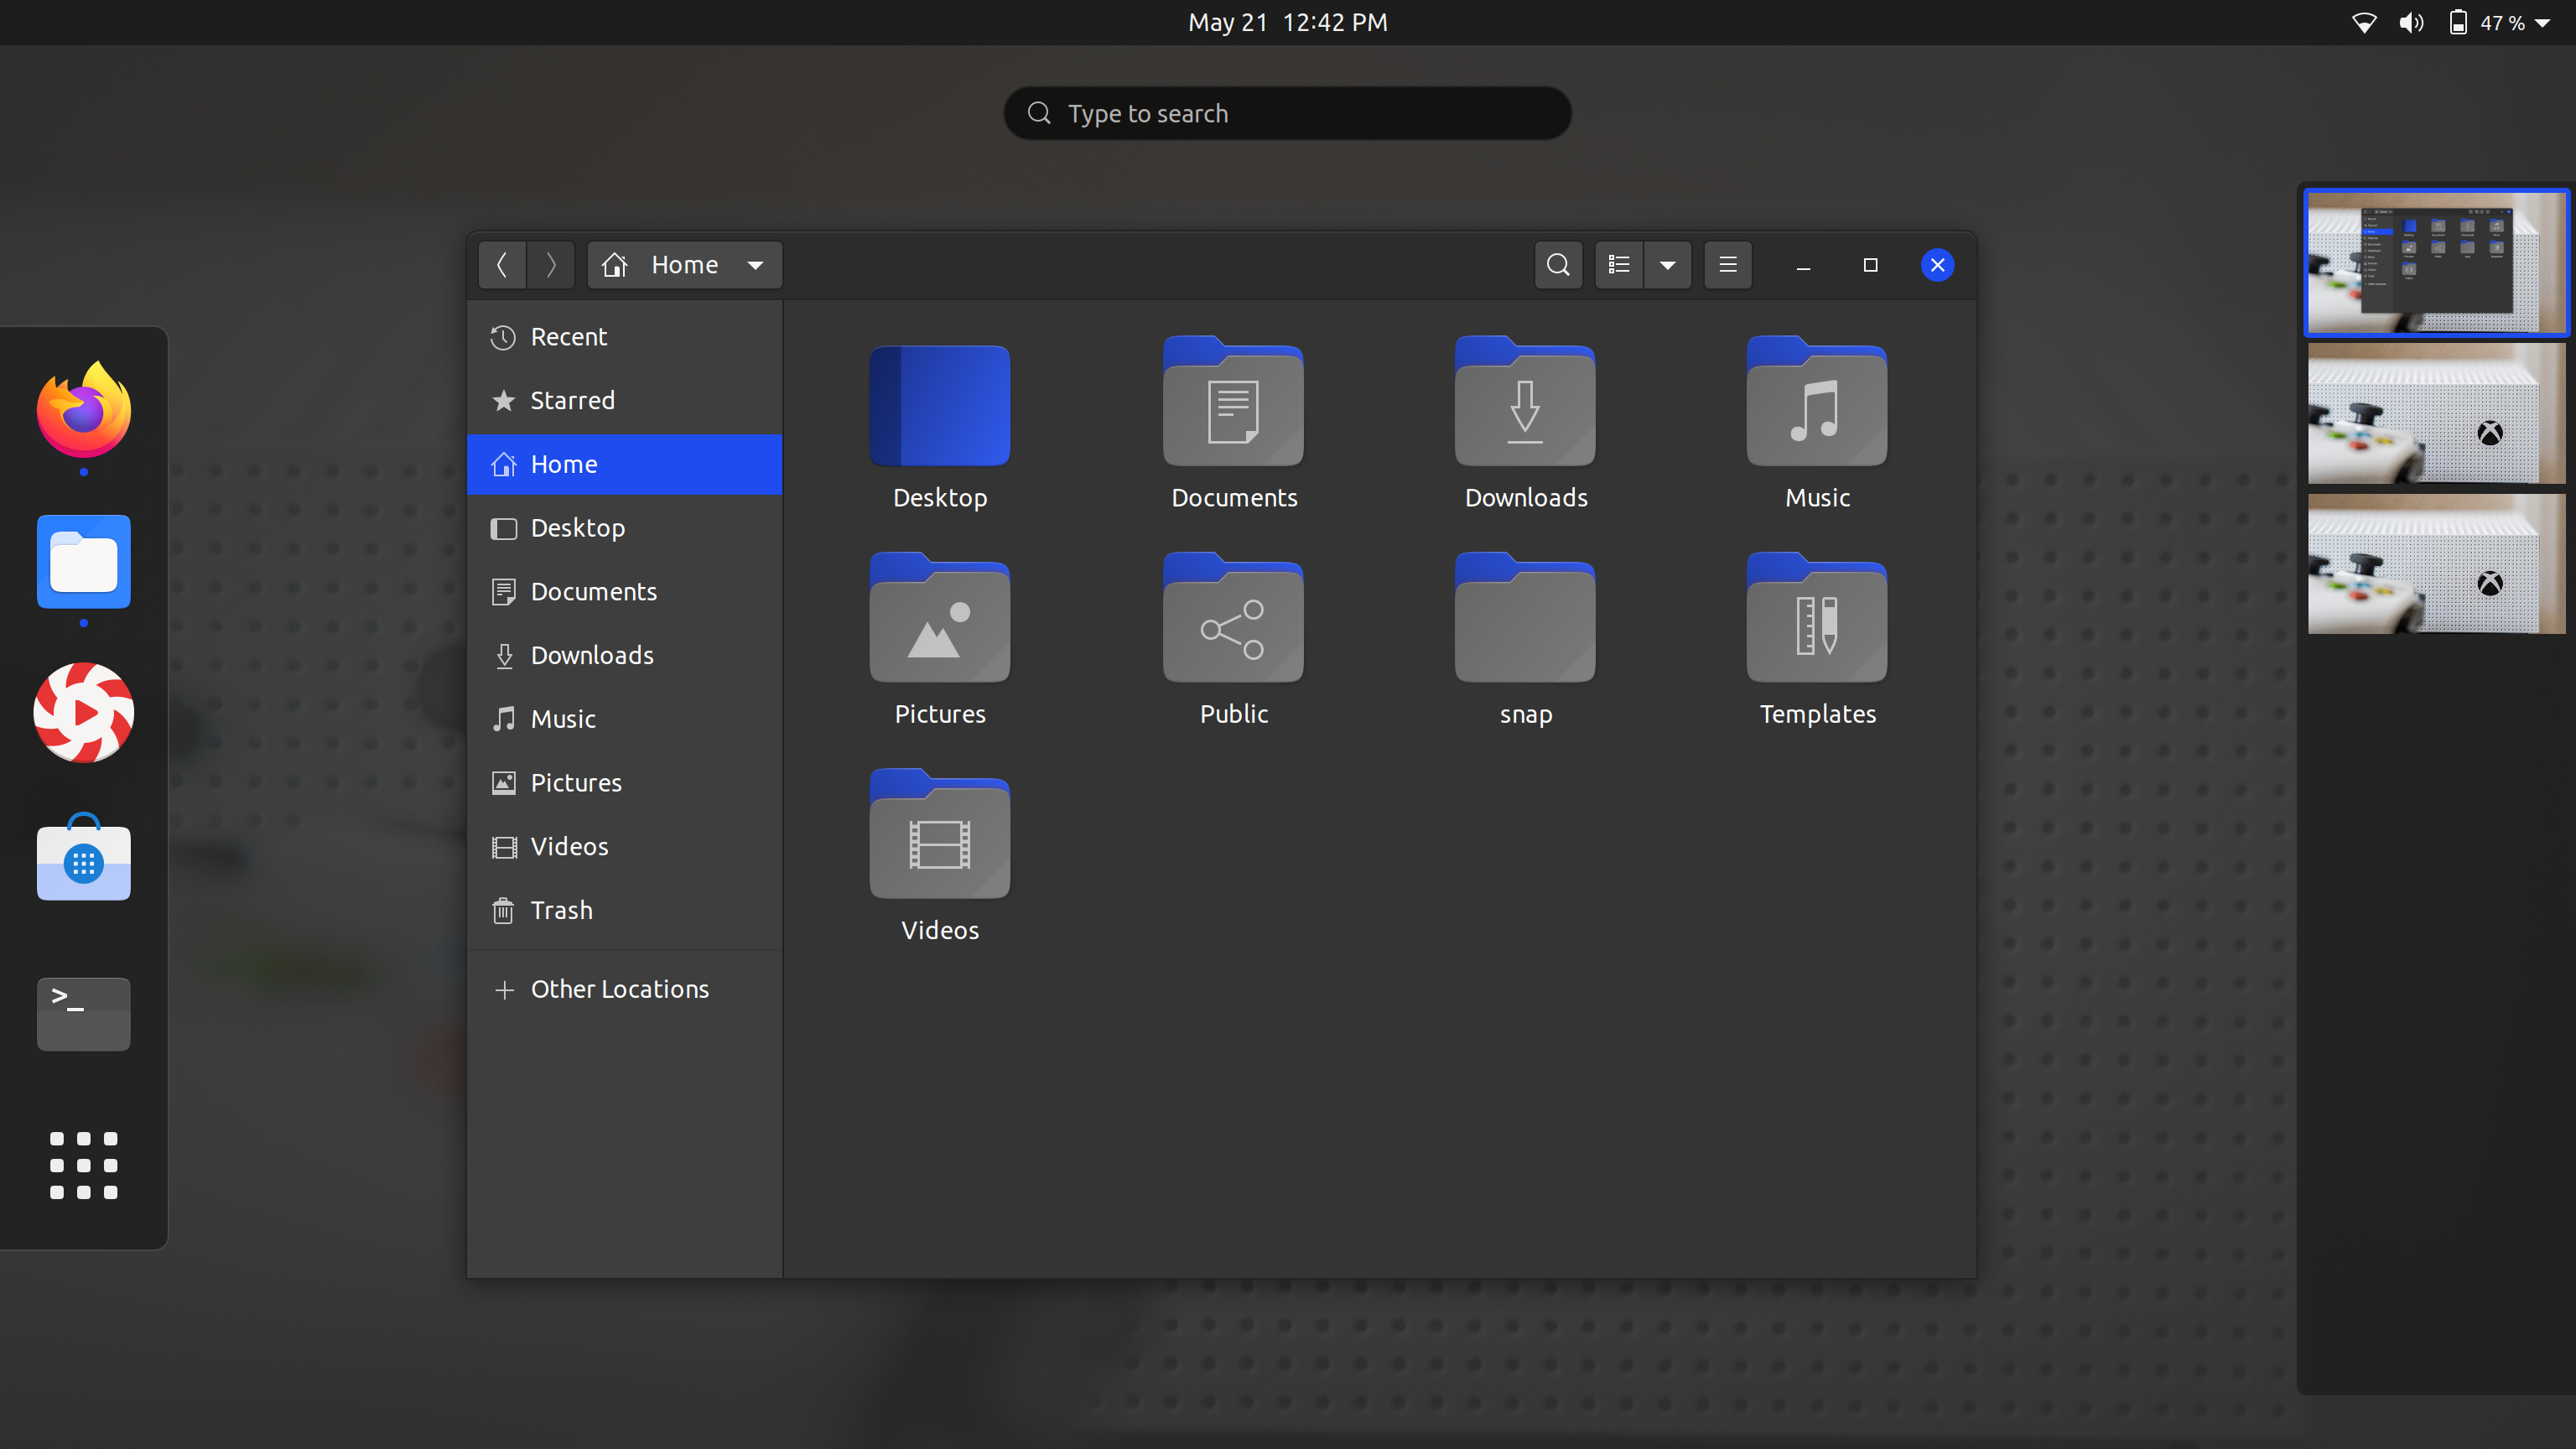 May 21 12:42 PM
47 %
Type to search
Home
Recent
Starred
Home
Desktop
Documents
Downloads
Music
Pictures
Videos
Trash
Other Locations
Desktop
Documents
Downloads
Music
Pictures
Public
snap
Templates
Videos
>_